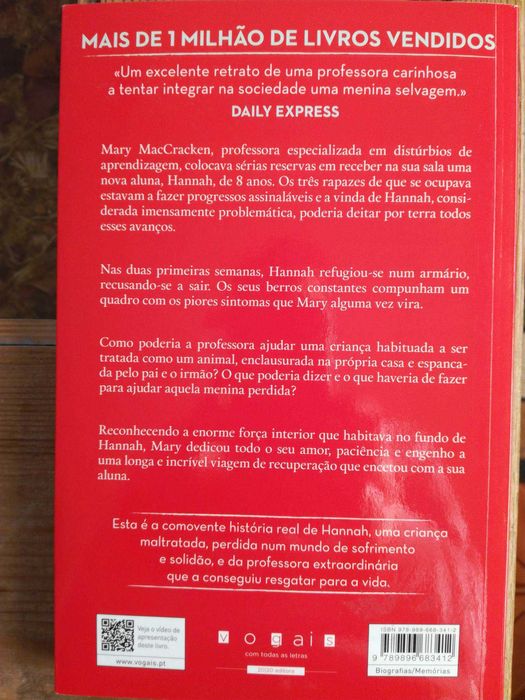 MAIS DE 1 MILHÃO DE LIVROS VENDIDOS
«Um excelente retrato de uma professora carinhosa
a tentar integrar na sociedade uma menina selvagem.»
DAILY EXPRESS
Mary MacCracken, professora especializada em distúrbios de
aprendizagem, colocava sérias reservas em receber na sua sala uma
nova aluna, Hannah, de 8 anos. Os três rapazes de que se ocupava
estavam a fazer progressos assinaláveis e a vinda de Hannah, consi-
derada imensamente problemática, poderia deitar por terra todos
esses avanços.
Nas duas primeiras semanas, Hannah refugiou-se num armário,
recusando-se a sair. Os seus berros constantes compunham um
quadro com os piores sintomas que Mary alguma vez vira.
Como poderia a professora ajudar uma criança habituada a ser
tratada como um animal, enclausurada na própria casa e espanca-
da pelo pai e o irmão? O que poderia dizer e o que haveria de fazer
para ajudar aquela menina perdida?
Reconhecendo a enorme força interior que habitava no fundo de
Hannah, Mary dedicou todo o seu amor, paciência e engenho a
uma longa e incrível viagem de recuperação que encetou com a sua
aluna.
Esta é a comovente história real de Hannah, uma criança
maltratada, perdida num mundo de sofrimento
e solidão, e da professora extraordinária
que a conseguiu resgatar para a vida.
Veja o vídeo de
apresentação
deste livro.
www.vogais.pt
vogais
com todas as letras
20|20 editora
ISBN 978-989-668-341-2
9 789896 683412
Biografias/Memórias